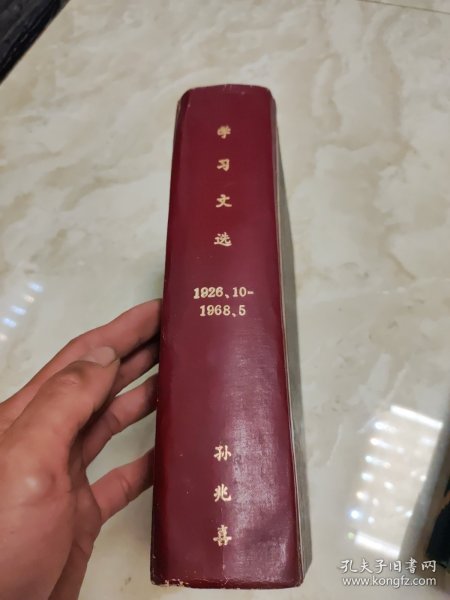 学习文选
1926、10-
1968、5
孙兆喜
孔夫子旧书网
www.kongfz.com